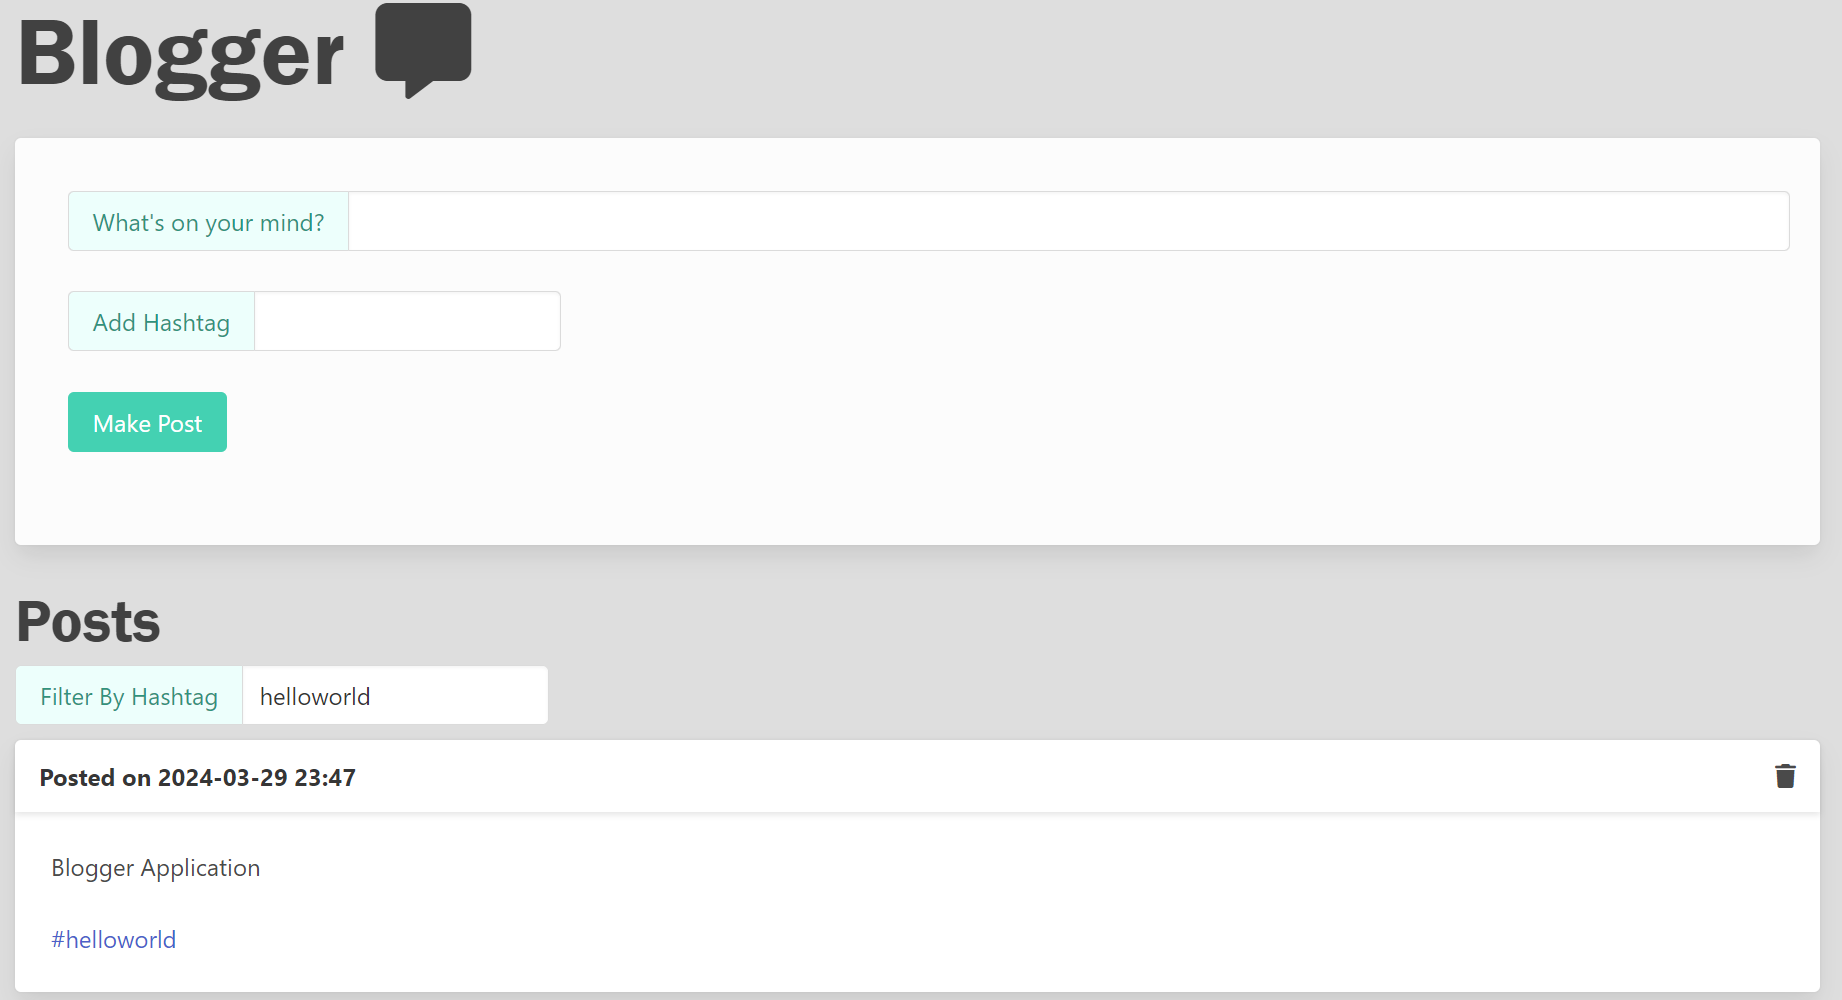 Blogger
What's on your mind?
Add Hashtag
Make Post
Posts
Filter By Hashtag helloworld
Posted on 2024-03-29 23:47
Blogger Application
#helloworld